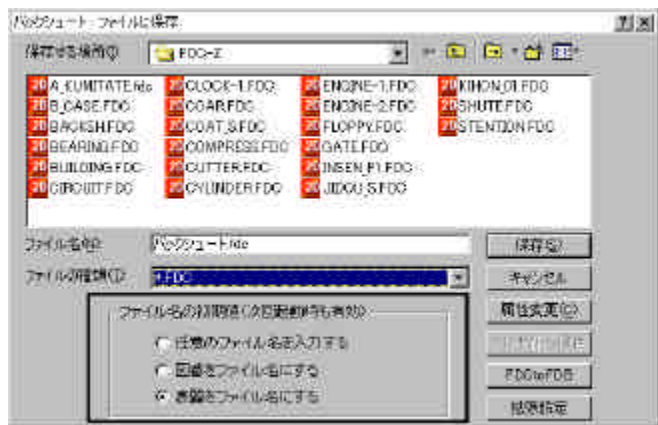 バックシュート：ファイルに保存
保存する場所(I):
FDC-Z
A_KUMITATE.fdc
CLOCK-1.FDC
ENGINE-1.FDC
KIHON_01.FDC
B_CASE.FDC
COAR.FDC
ENGINE-2.FDC
SHUTE.FDC
BACKSH.FDC
COAT_S.FDC
FLOPPY.FDC
STENTION.FDC
BEARING.FDC
COMPRESS.FDC
GATE.FDC
BUILDING.FDC
CUTTER.FDC
INSEN_P1.FDC
CIRCUIT.FDC
CYLINDER.FDC
JIDOU_S.FDC
ファイル名(N):
バックシュート.fdc
保存(S)
ファイルの種類(T):
*.FDC
キャンセル
ファイル名の初期値(次回起動時も有効)
属性変更(C)
任意のファイル名を入力する
図番をファイル名にする
FDCtoFDB
表題をファイル名にする
拡張指定